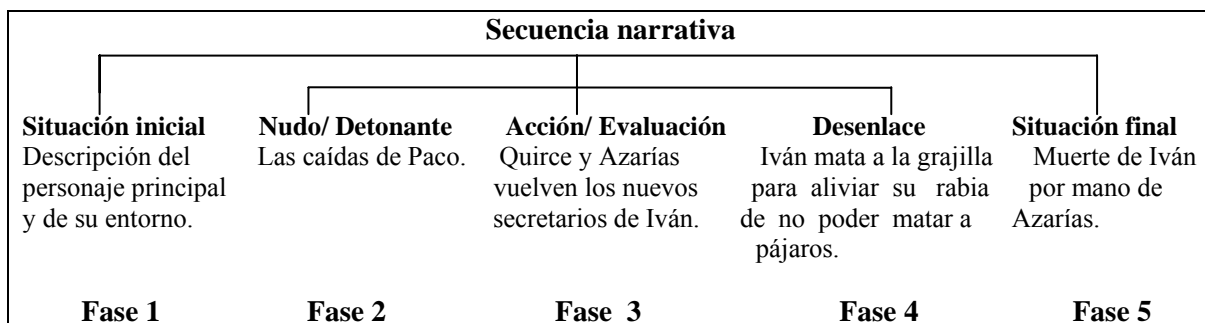 Secuencia narrativa
Situación inicial
Descripción del
personaje principal
y de su entorno.
Nudo/ Detonante
Las caídas de Paco.
Acción/ Evaluación
Quirce y Azarías
vuelven los nuevos
secretarios de Iván.
Desenlace
Iván mata a la grajilla
para aliviar su rabia
de no poder matar a
pájaros.
Situación final
Muerte de Iván
por mano de
Azarías.
Fase 1
Fase 2
Fase 3
Fase 4
Fase 5